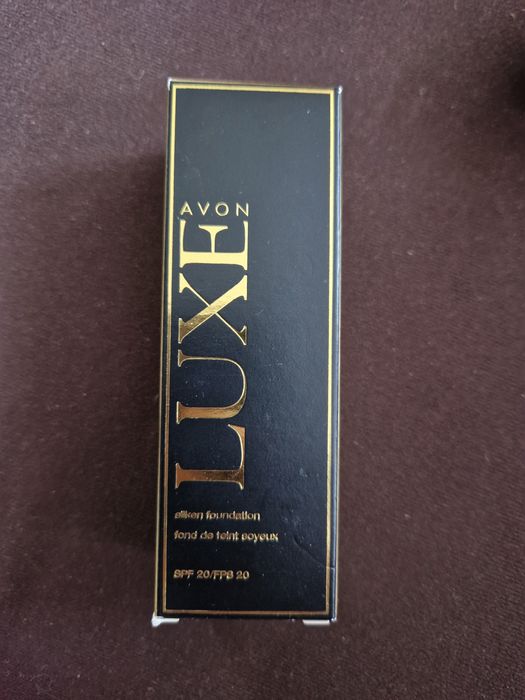 AVON
LUXE
silken foundation
fond de teint soyeux
SPF 20/FPS 20